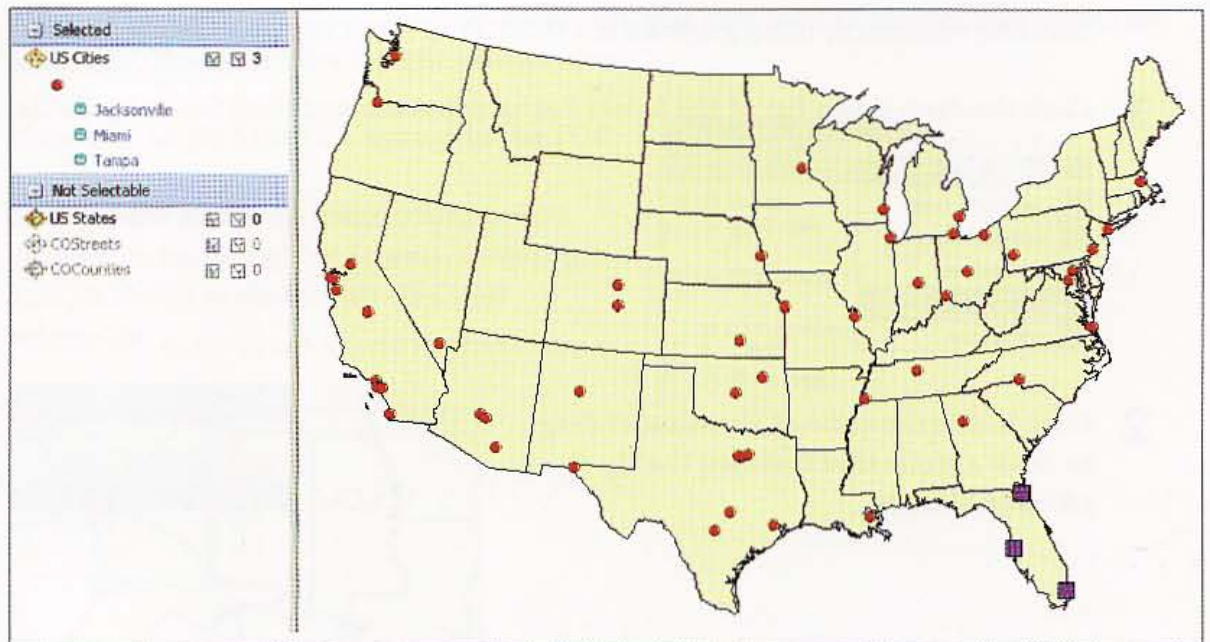 Selected
US Cities 3
Jacksonville
Miami
Tampa
Not Selectable
US States 0
COStreets 0
COCounties 0